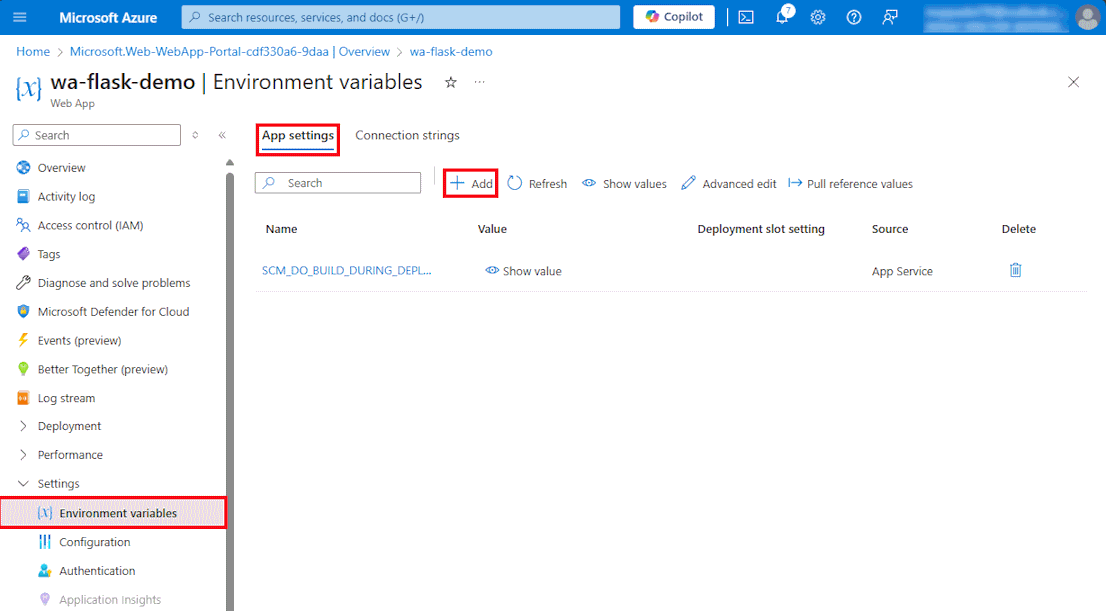 Microsoft Azure
Search resources, services, and docs (G+/)
Copilot
7
Home > Microsoft.Web-WebApp-Portal-cdf330a6-9daa | Overview > wa-flask-demo
{x}
wa-flask-demo | Environment variables
Web App
Search
App settings
Connection strings
Search
Add
Refresh
Show values
Advanced edit
Pull reference values
Name Value Deployment slot setting Source Delete
SCM_DO_BUILD_DURING_DEPL... Show value App Service
Overview
Activity log
Access control (IAM)
Tags
Diagnose and solve problems
Microsoft Defender for Cloud
Events (preview)
Better Together (preview)
Log stream
Deployment
Performance
Settings
{x} Environment variables
Configuration
Authentication
Application Insights